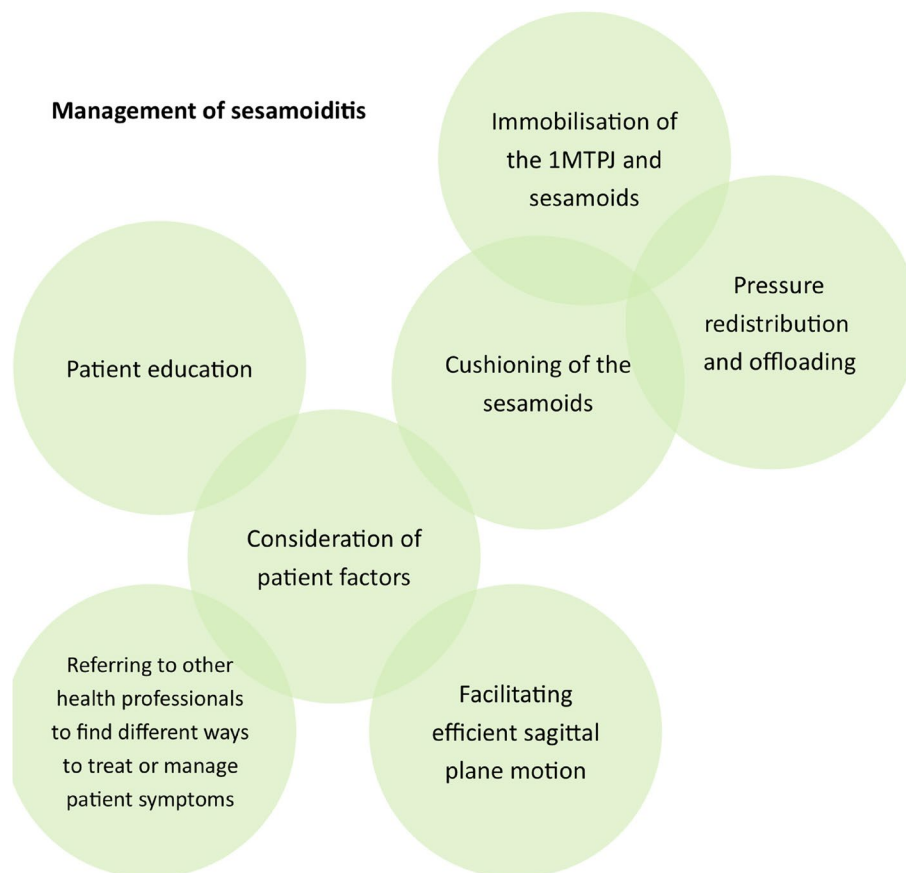 Management of sesamoiditis
Immobilisation of
the 1MTPJ and
sesamoids
Pressure
redistribution
and offloading
Patient education
Cushioning of the
sesamoids
Consideration of
patient factors
Referring to other
health professionals
to find different ways
to treat or manage
patient symptoms
Facilitating
efficient sagittal
plane motion